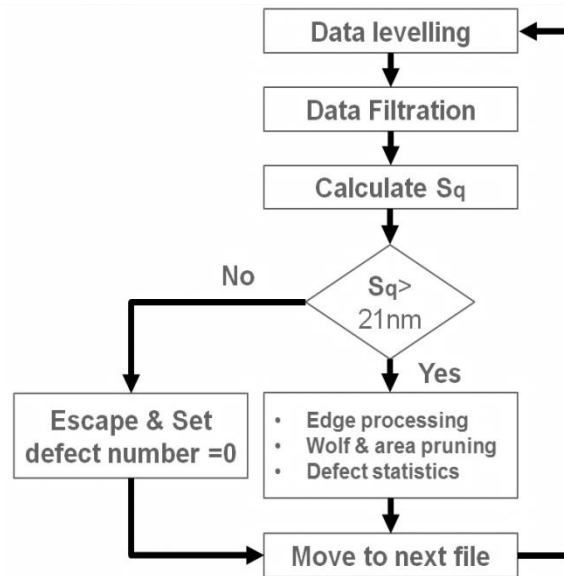 Data levelling
Data Filtration
Calculate Sq
No
Sq>
21nm
Yes
Escape & Set
defect number =0
• Edge processing
• Wolf & area pruning
• Defect statistics
Move to next file